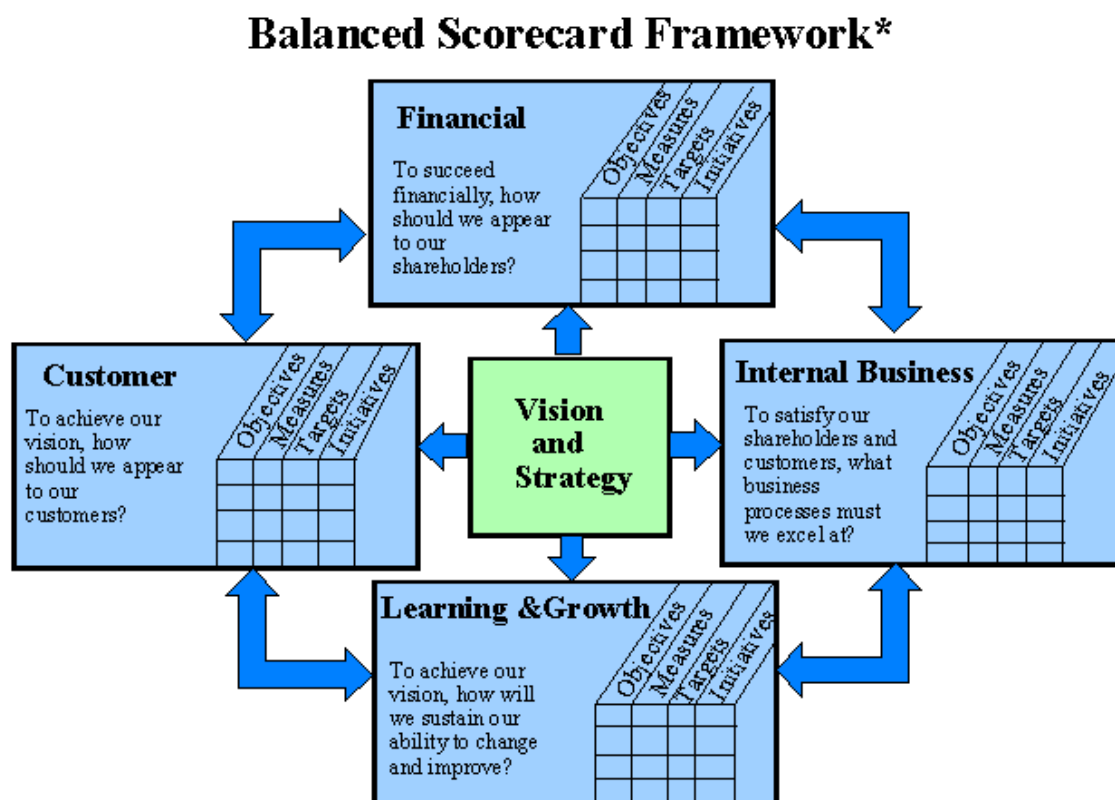 Balanced Scorecard Framework*
Financial
To succeed
financially, how
should we appear
to our
shareholders?
Objectives
Measures
Targets
Initiatives
Customer
To achieve our
vision, how
should we appear
to our
customers?
Objectives
Measures
Targets
Initiatives
Vision
and
Strategy
Internal Business
To satisfy our
shareholders and
customers, what
business
processes must
we excel at?
Objectives
Measures
Targets
Initiatives
Learning &Growth
To achieve our
vision, how will
we sustain our
ability to change
and improve?
Objectives
Measures
Targets
Initiatives